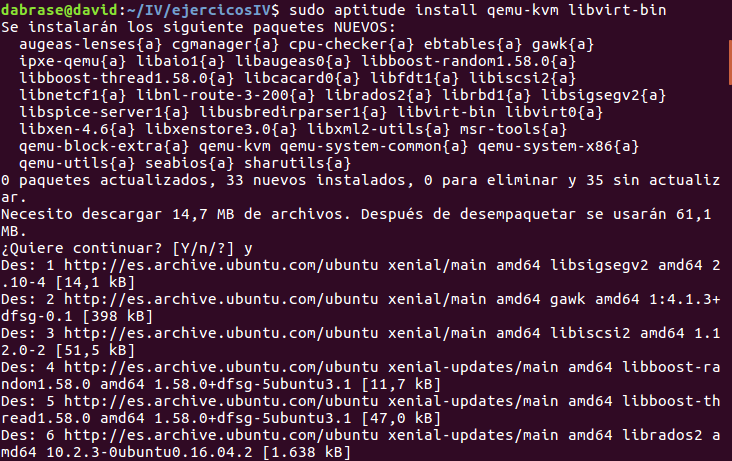 dabrase@david:~/IV/ejercicosIV$ sudo aptitude install qemu-kvm libvirt-bin
Se instalarán los siguiente paquetes NUEVOS:
  augeas-lenses{a} cgmanager{a} cpu-checker{a} ebtables{a} gawk{a}
  ipxe-qemu{a} libaio1{a} libaugeas0{a} libboost-random1.58.0{a}
  libboost-thread1.58.0{a} libcacard0{a} libfdt1{a} libiscsi2{a}
  libnetcf1{a} libnl-route-3-200{a} librados2{a} librbd1{a} libsigsegv2{a}
  libspice-server1{a} libusbredirparser1{a} libvirt-bin libvirt0{a}
  libxen-4.6{a} libxenstore3.0{a} libxml2-utils{a} msr-tools{a}
  qemu-block-extra{a} qemu-kvm qemu-system-common{a} qemu-system-x86{a}
  qemu-utils{a} seabios{a} sharutils{a}
0 paquetes actualizados, 33 nuevos instalados, 0 para eliminar y 35 sin actualiz
ar.
Necesito descargar 14,7 MB de archivos. Después de desempaquetar se usarán 61,1
MB.
¿Quiere continuar? [Y/n/?] y
Des: 1 http://es.archive.ubuntu.com/ubuntu xenial/main amd64 libsigsegv2 amd64 2
.10-4 [14,1 kB]
Des: 2 http://es.archive.ubuntu.com/ubuntu xenial/main amd64 gawk amd64 1:4.1.3+
dfsg-0.1 [398 kB]
Des: 3 http://es.archive.ubuntu.com/ubuntu xenial/main amd64 libiscsi2 amd64 1.1
2.0-2 [51,5 kB]
Des: 4 http://es.archive.ubuntu.com/ubuntu xenial-updates/main amd64 libboost-ra
ndom1.58.0 amd64 1.58.0+dfsg-5ubuntu3.1 [11,7 kB]
Des: 5 http://es.archive.ubuntu.com/ubuntu xenial-updates/main amd64 libboost-th
read1.58.0 amd64 1.58.0+dfsg-5ubuntu3.1 [47,0 kB]
Des: 6 http://es.archive.ubuntu.com/ubuntu xenial-updates/main amd64 librados2 a
md64 10.2.3-0ubuntu0.16.04.2 [1.638 kB]